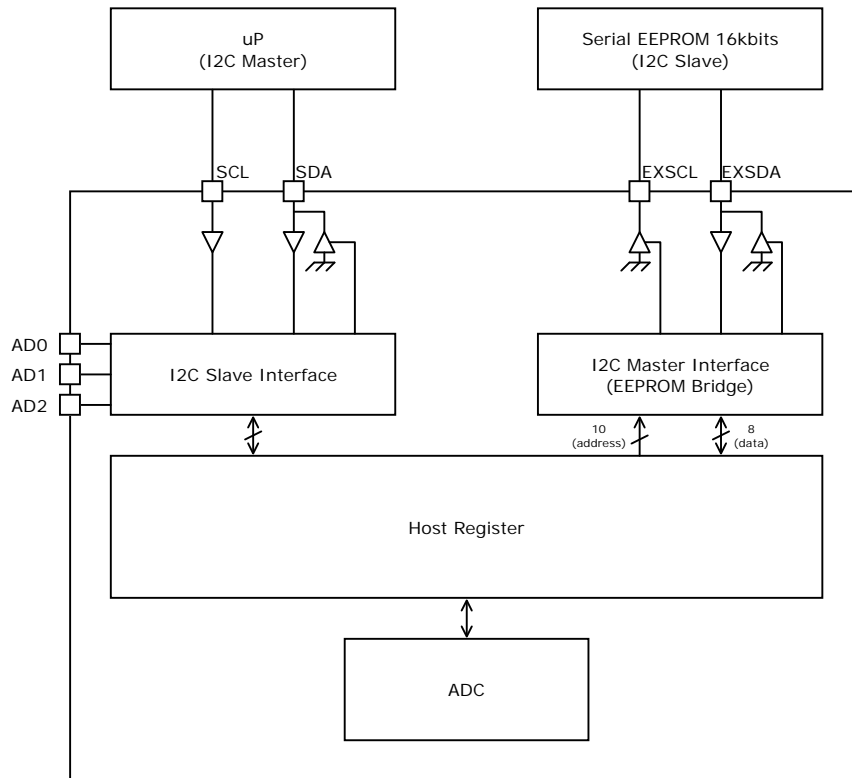 uP
(I2C Master)
Serial EEPROM 16kbits
(I2C Slave)
SCL
SDA
EXSCL
EXSDA
AD0
AD1
AD2
I2C Slave Interface
I2C Master Interface
(EEPROM Bridge)
10
(address)
8
(data)
Host Register
ADC